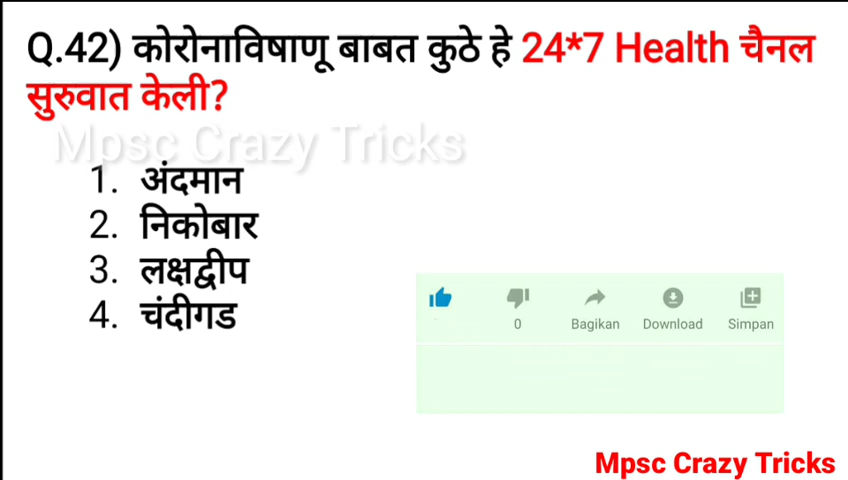 Q.42) कोरोनाविषाणू बाबत कुठे हे 24*7 Health चैनल
सुरुवात केली?
Mpsc Crazy Tricks
1. अंदमान
2. निकोबार
3. लक्षद्वीप
4. चंदीगड
0 Bagikan Download Simpan
Mpsc Crazy Tricks